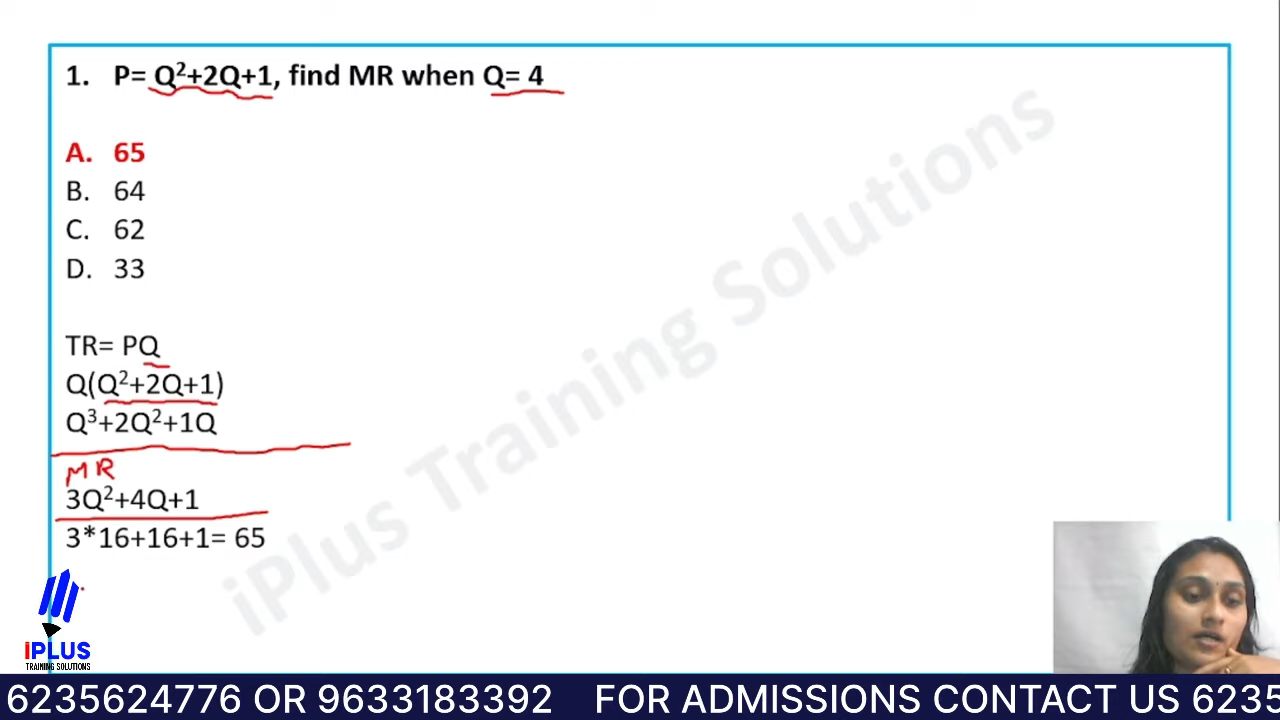 1. P= Q²+2Q+1, find MR when Q= 4
A. 65
B. 64
C. 62
D. 33
TR= PQ
Q(Q²+2Q+1)
Q³+2Q²+1Q
MR
3Q²+4Q+1
3*16+16+1= 65
iPlus Training Solutions
iPLUS
TRAINING SOLUTIONS
6235624776 OR 9633183392 FOR ADMISSIONS CONTACT US 6235